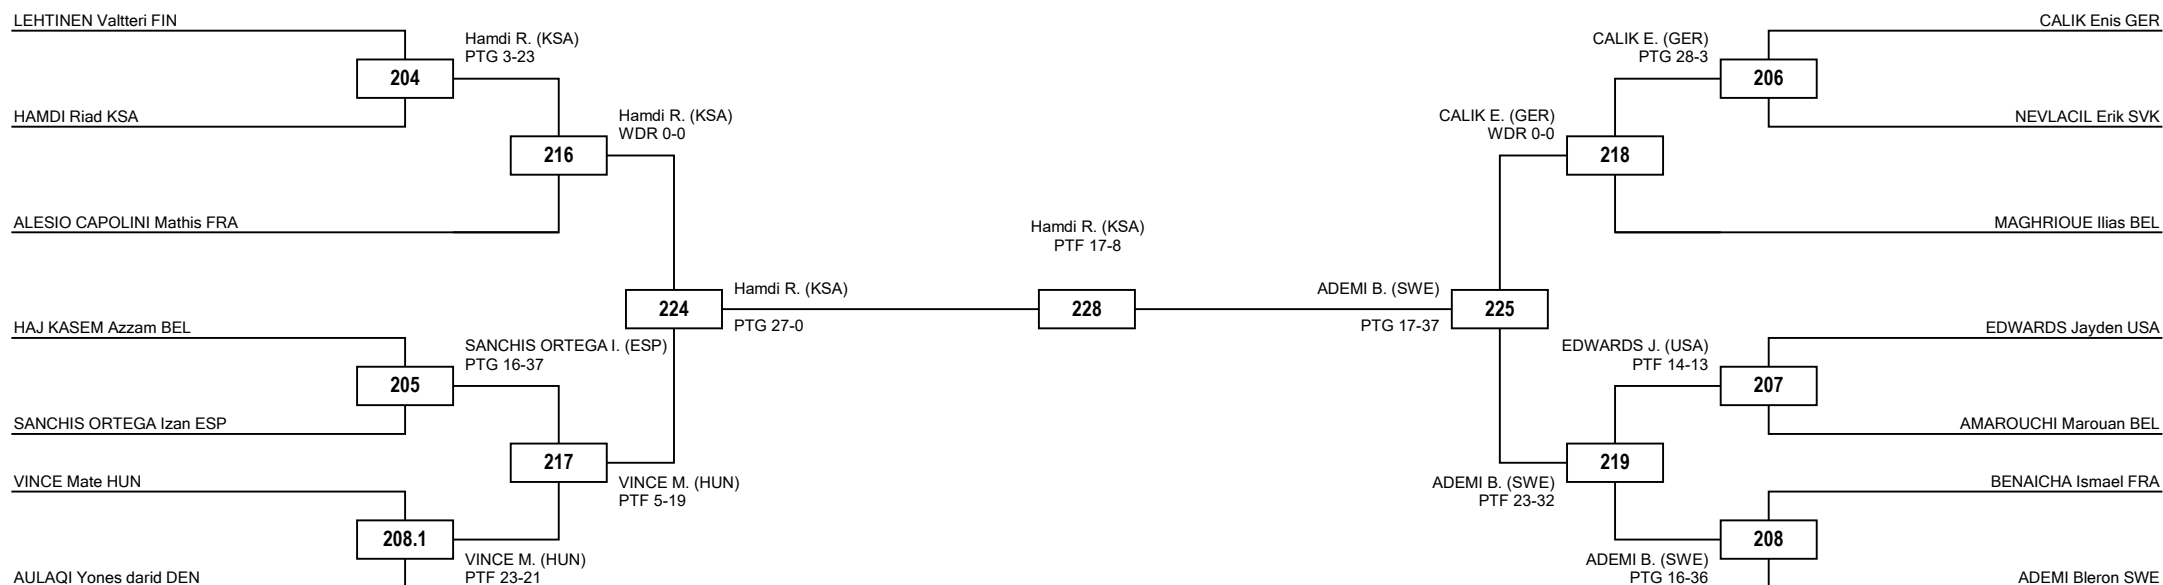 LEHTINEN Valtteri FIN
Hamdi R. (KSA)
PTG 3-23
204
HAMDI Riad KSA
Hamdi R. (KSA)
WDR 0-0
216
ALESIO CAPOLINI Mathis FRA
Hamdi R. (KSA)
PTG 27-0
224
HAJ KASEM Azzam BEL
SANCHIS ORTEGA I. (ESP)
PTG 16-37
205
SANCHIS ORTEGA Izan ESP
217
VINCE M. (HUN)
PTF 5-19
VINCE Mate HUN
208.1
VINCE M. (HUN)
PTF 23-21
AULAQI Yones darid DEN
Hamdi R. (KSA)
PTF 17-8
228
CALIK Enis GER
CALIK E. (GER)
PTG 28-3
206
NEVLACIL Erik SVK
CALIK E. (GER)
WDR 0-0
218
MAGHRIOUE Ilias BEL
ADEMI B. (SWE)
PTG 17-37
225
EDWARDS Jayden USA
EDWARDS J. (USA)
PTF 14-13
207
AMAROUCHI Marouan BEL
219
ADEMI B. (SWE)
PTF 23-32
BENAICHA Ismael FRA
208
ADEMI B. (SWE)
PTG 16-36
ADEMI Bleron SWE